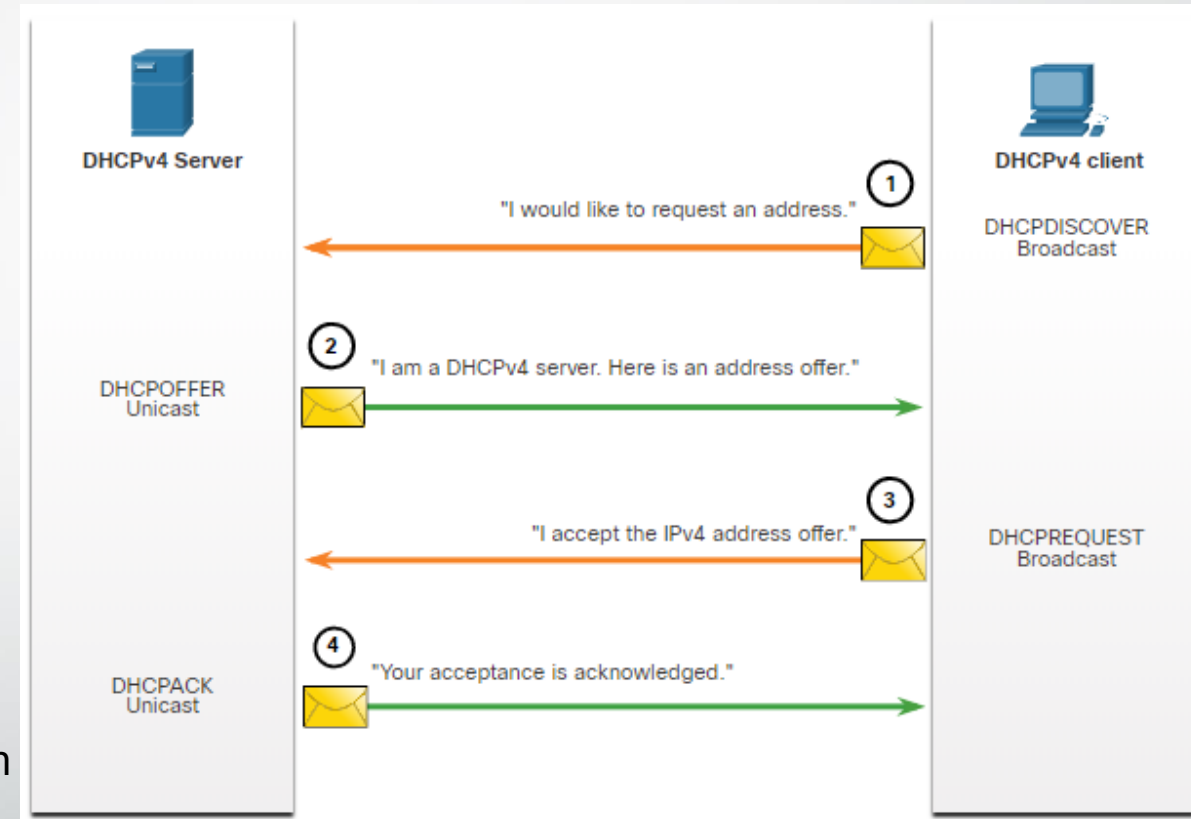 DHCPv4 Server
DHCPv4 client
1
"I would like to request an address."
DHCPDISCOVER
Broadcast
2
"I am a DHCPv4 server. Here is an address offer."
DHCPOFFER
Unicast
3
"I accept the IPv4 address offer."
DHCPREQUEST
Broadcast
4
"Your acceptance is acknowledged."
DHCPACK
Unicast
n